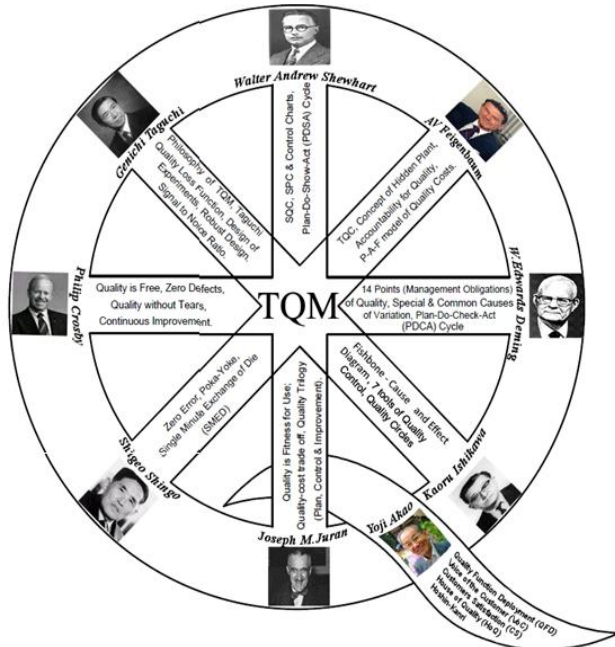 Walter Andrew Shewhart
SQC, SPC & Control Charts,
Plan-Do-Show-Act (PDSA) Cycle
AV Feigenbaum
TQC, Concept of Hidden Plant,
Accountability for Quality,
P-A-F model of Quality Costs.
W.Edwards Deming
14 Points (Management Obligations)
of Quality, Special & Common Causes
of Variation, Plan-Do-Check-Act
(PDCA) Cycle
Kaoru Ishikawa
Fishbone - Cause and Effect
Diagram, 7 tools of Quality
Control, Quality Circles
Yoji Akao
Quality Function Deployment (QFD)
Voice of the Customer (VoC)
Customers Satisfaction (CS)
House of Quality (HoQ)
Hoshin-Kanri
Joseph M.Juran
Quality is Fitness for Use;
Quality-cost trade off, Quality Trilogy
(Plan, Control & Improvement).
Shigeo Shingo
Zero Error, Poka-Yoke,
Single Minute Exchange of Die
(SMED)
Philip Crosby
Quality is Free, Zero Defects,
Quality without Tears,
Continuous Improvement.
Genichi Taguchi
Philosophy of TQM, Taguchi
Quality Loss Function, Design of
Experiments, Robust Design,
Signal to Noice Ratio.
TQM